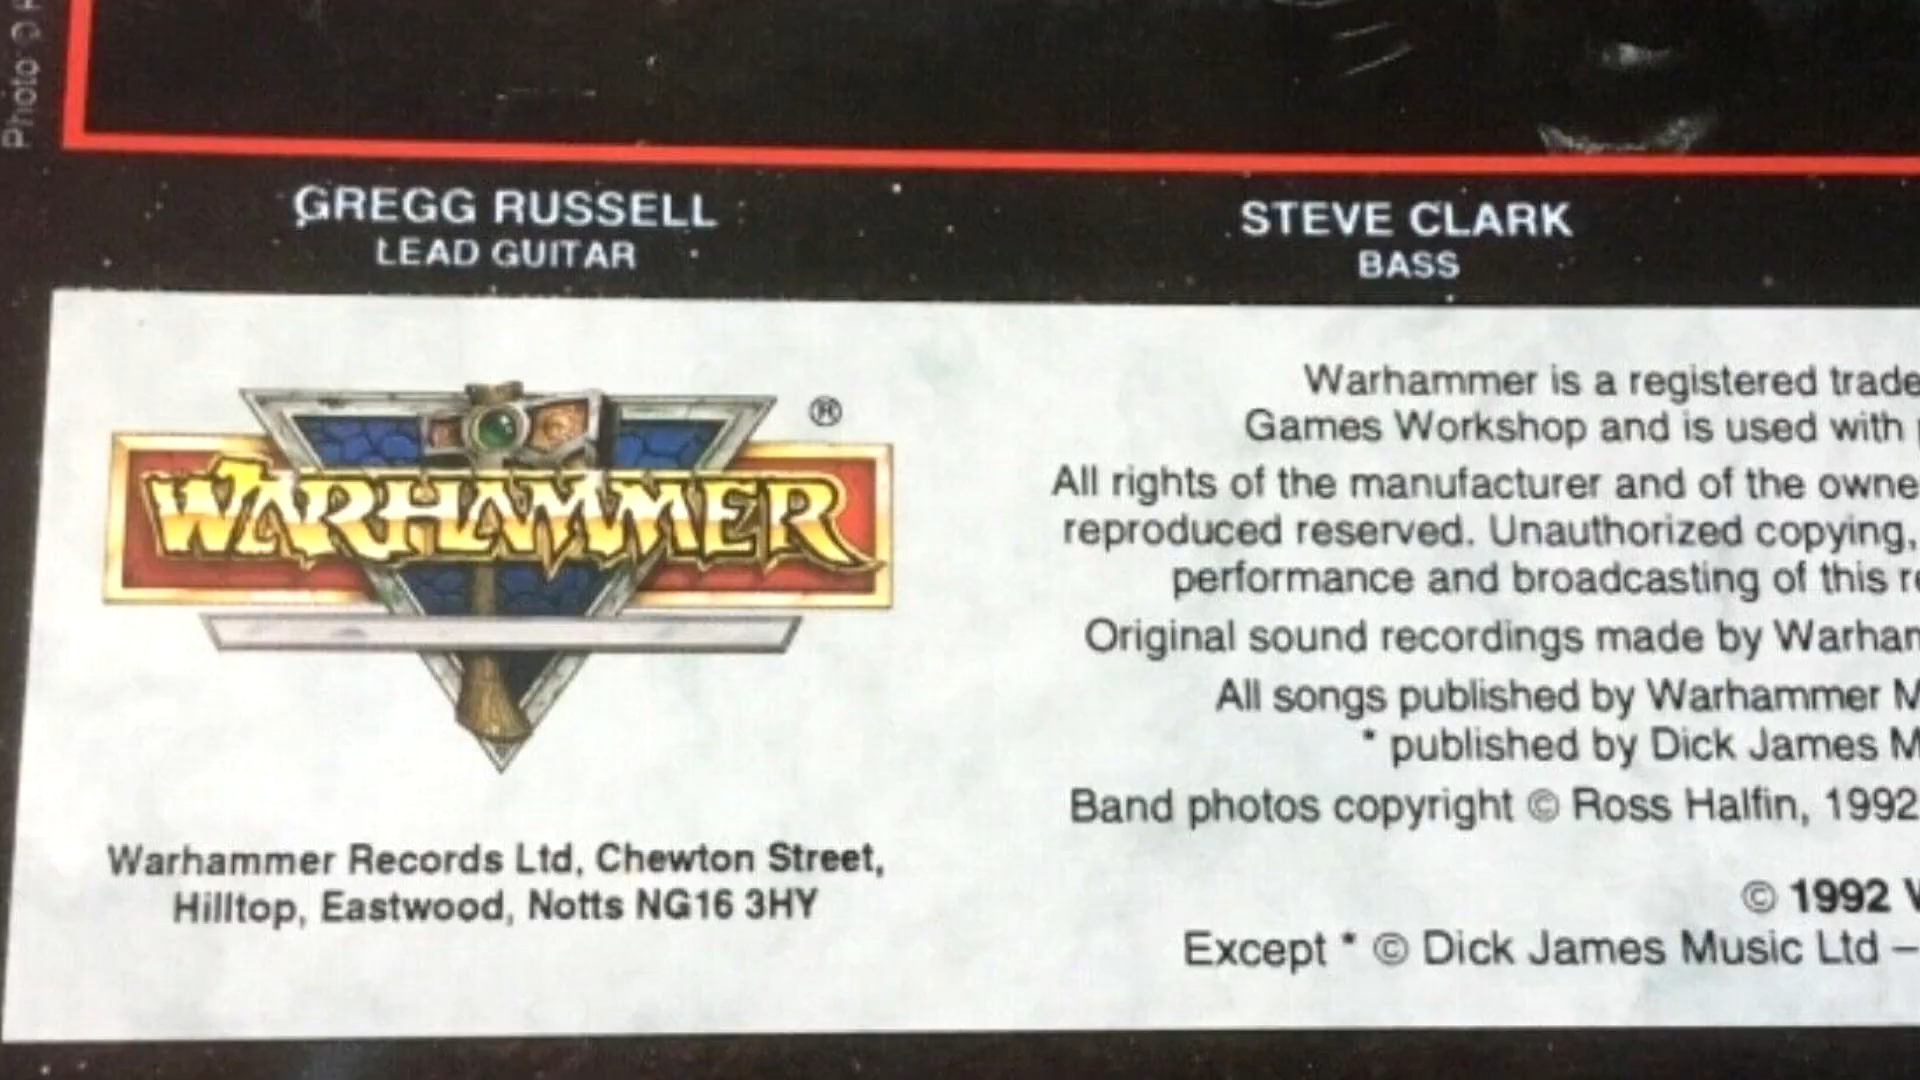 Photo ©
GREGG RUSSELL
LEAD GUITAR
STEVE CLARK
BASS
WARHAMMER ®
Warhammer Records Ltd, Chewton Street,
Hilltop, Eastwood, Notts NG16 3HY
Warhammer is a registered trade
Games Workshop and is used with
All rights of the manufacturer and of the owne
reproduced reserved. Unauthorized copying,
performance and broadcasting of this re
Original sound recordings made by Warham
All songs published by Warhammer M
* published by Dick James M
Band photos copyright © Ross Halfin, 1992
© 1992
Except * © Dick James Music Ltd –